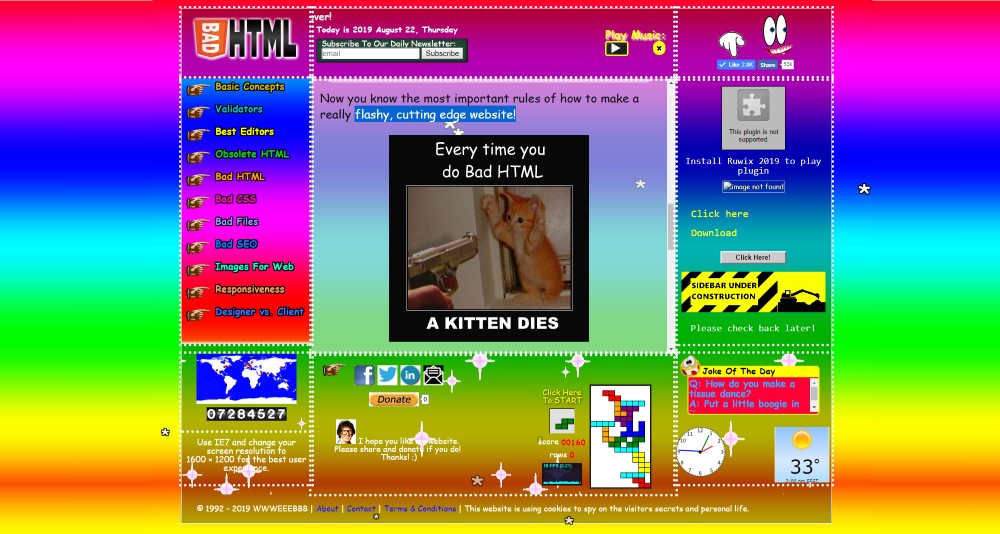 BAD
HTML
ver!
Today is 2019 August 22, Thursday
Subscribe To Our Daily Newsletter:
email
Subscribe
Play Music:
x
Like 2.8K
Share
53k
Basic Concepts
Validators
Best Editors
Obsolete HTML
Bad HTML
Bad CSS
Bad Files
Bad SEO
Images For Web
Responsiveness
Designer vs. Client
Now you know the most important rules of how to make a
really flashy, cutting edge website!
Every time you
do Bad HTML
A KITTEN DIES
This plugin is not
supported.
Install Ruwix 2019 to play
plugin
image not found
Click here
Download
Click Here!
SIDEBAR UNDER
CONSTRUCTION
Please check back later!
07284527
Use IE7 and change your
screen resolution to
1600 × 1200 for the best user
experience.
f
in
Donate
0
I hope you like website.
Please share and donate if you do!
Thanks! ;)
Click Here
To START
score 00160
rows 0
Joke Of The Day
Q: How do you make a
tissue dance?
A: Put a little boogie in
33°
© 1992 - 2019 WWWEEEBBB | About | Contact | Terms & Conditions | This website is using cookies to spy on the visitors secrets and personal life.